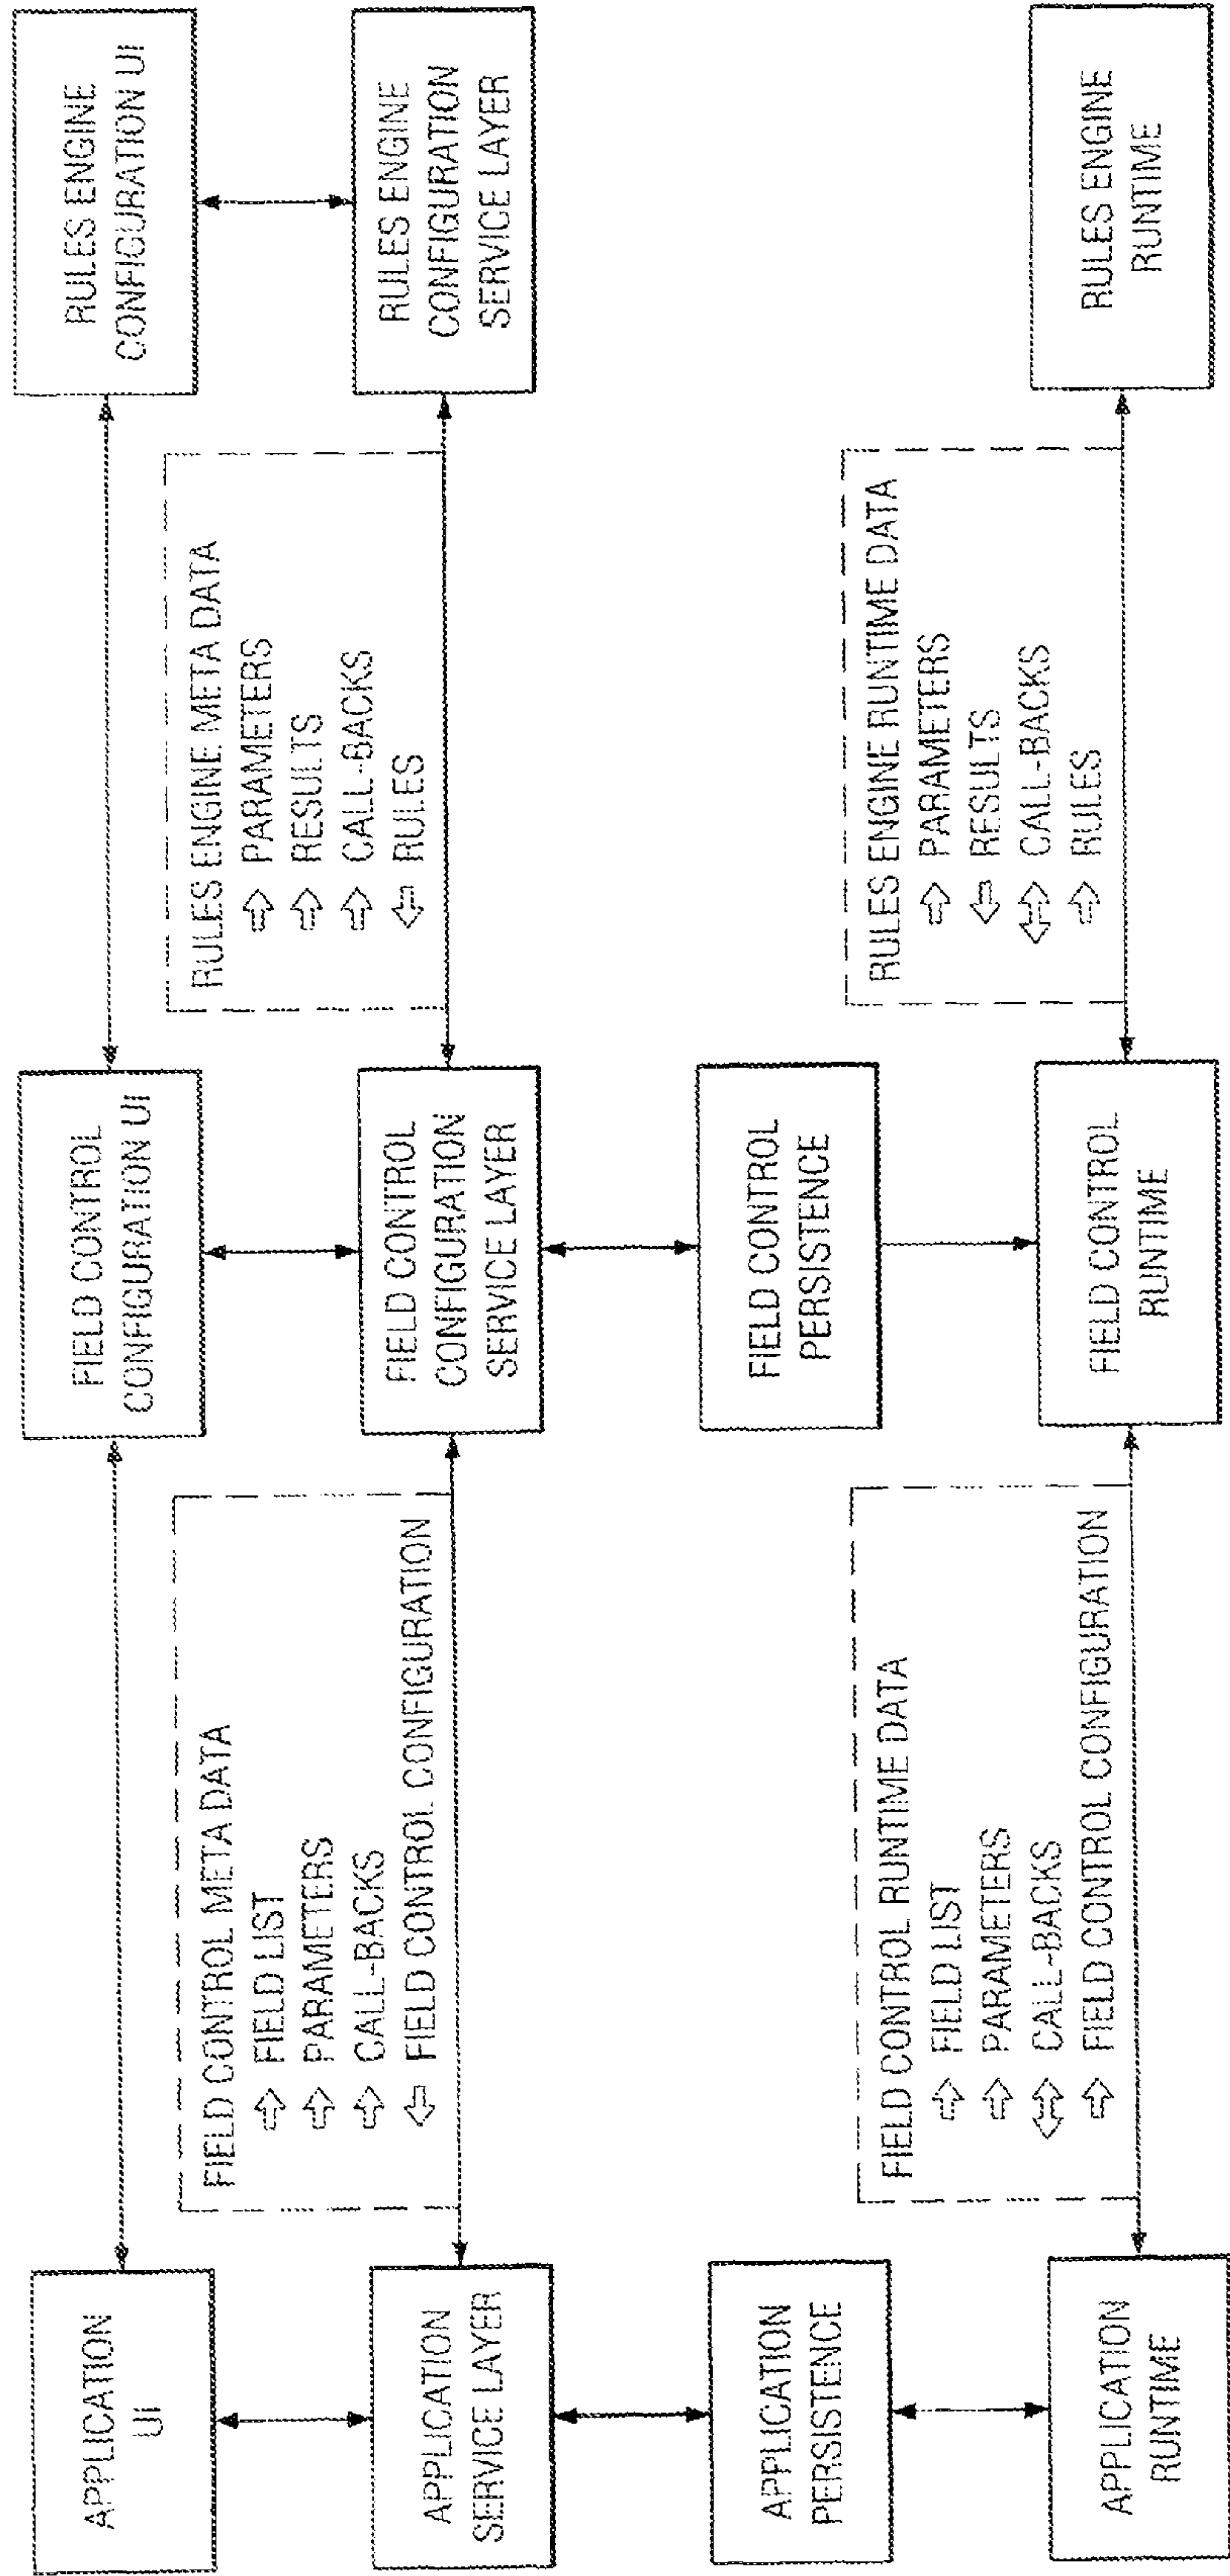 APPLICATION
UI
FIELD CONTROL
CONFIGURATION UI
RULES ENGINE
CONFIGURATION UI
FIELD CONTROL META DATA
⇨ FIELD LIST
⇨ PARAMETERS
⇨ CALL-BACKS
⇦ FIELD CONTROL CONFIGURATION
RULES ENGINE META DATA
⇨ PARAMETERS
⇨ RESULTS
⇨ CALL-BACKS
⇦ RULES
APPLICATION
SERVICE LAYER
FIELD CONTROL
CONFIGURATION
SERVICE LAYER
RULES ENGINE
CONFIGURATION
SERVICE LAYER
APPLICATION
PERSISTENCE
FIELD CONTROL
PERSISTENCE
FIELD CONTROL RUNTIME DATA
⇨ FIELD LIST
⇨ PARAMETERS
⬄ CALL-BACKS
⇨ FIELD CONTROL CONFIGURATION
RULES ENGINE RUNTIME DATA
⇨ PARAMETERS
⇦ RESULTS
⬄ CALL-BACKS
⇨ RULES
APPLICATION
RUNTIME
FIELD CONTROL
RUNTIME
RULES ENGINE
RUNTIME